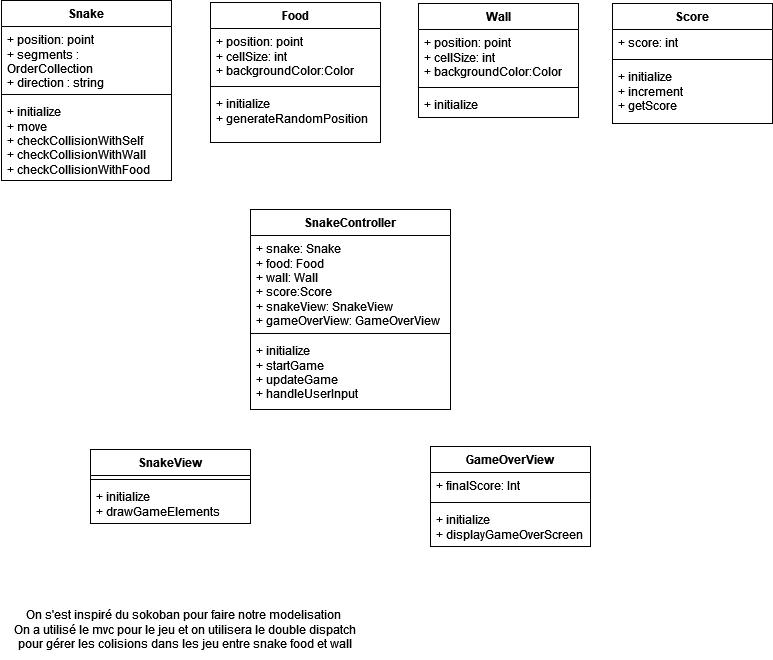 Snake
+ position: point
+ segments :
OrderCollection
+ direction : string
+ initialize
+ move
+ checkCollisionWithSelf
+ checkCollisionWithWall
+ checkCollisionWithFood
Food
+ position: point
+ cellSize: int
+ backgroundColor:Color
+ initialize
+ generateRandomPosition
Wall
+ position: point
+ cellSize: int
+ backgroundColor:Color
+ initialize
Score
+ score: int
+ initialize
+ increment
+ getScore
SnakeController
+ snake: Snake
+ food: Food
+ wall: Wall
+ score:Score
+ snakeView: SnakeView
+ gameOverView: GameOverView
+ initialize
+ startGame
+ updateGame
+ handleUserInput
SnakeView
+ initialize
+ drawGameElements
GameOverView
+ finalScore: Int
+ initialize
+ displayGameOverScreen
On s'est inspiré du sokoban pour faire notre modelisation
On a utilisé le mvc pour le jeu et on utilisera le double dispatch
pour gérer les colisions dans les jeu entre snake food et wall